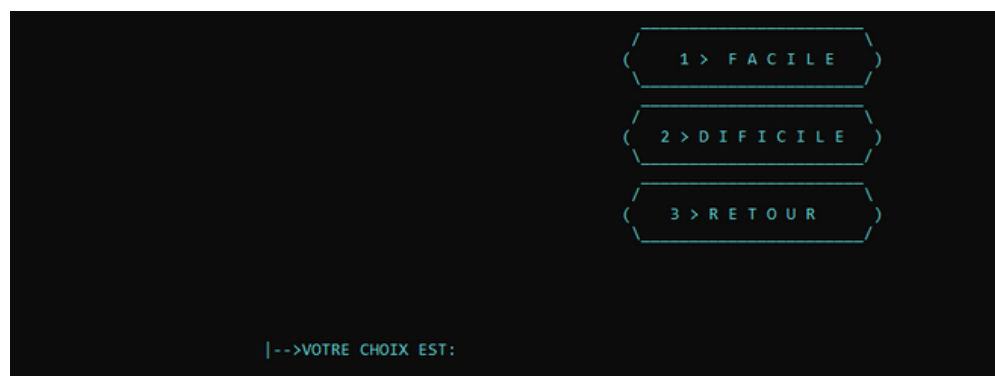 1 > F A C I L E
2 > D I F I C I L E
3 > R E T O U R
|-->VOTRE CHOIX EST: